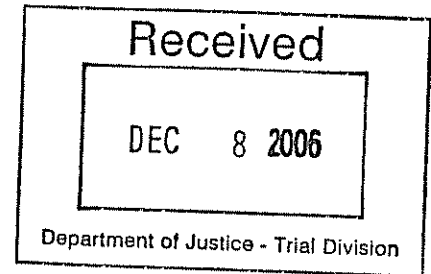 Received
DEC 8 2006
Department of Justice - Trial Division